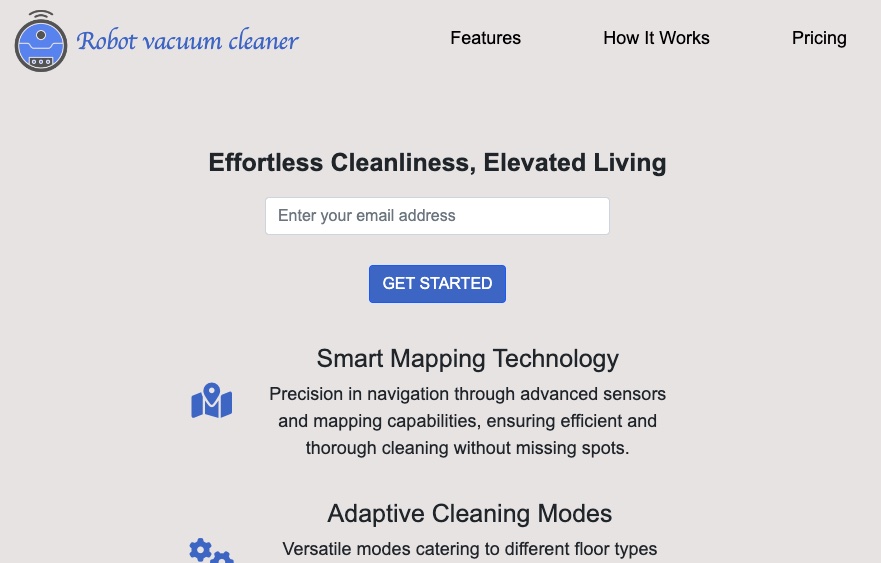 Robot vacuum cleaner
Features
How It Works
Pricing
Effortless Cleanliness, Elevated Living
Enter your email address
GET STARTED
Smart Mapping Technology
Precision in navigation through advanced sensors
and mapping capabilities, ensuring efficient and
thorough cleaning without missing spots.
Adaptive Cleaning Modes
Versatile modes catering to different floor types